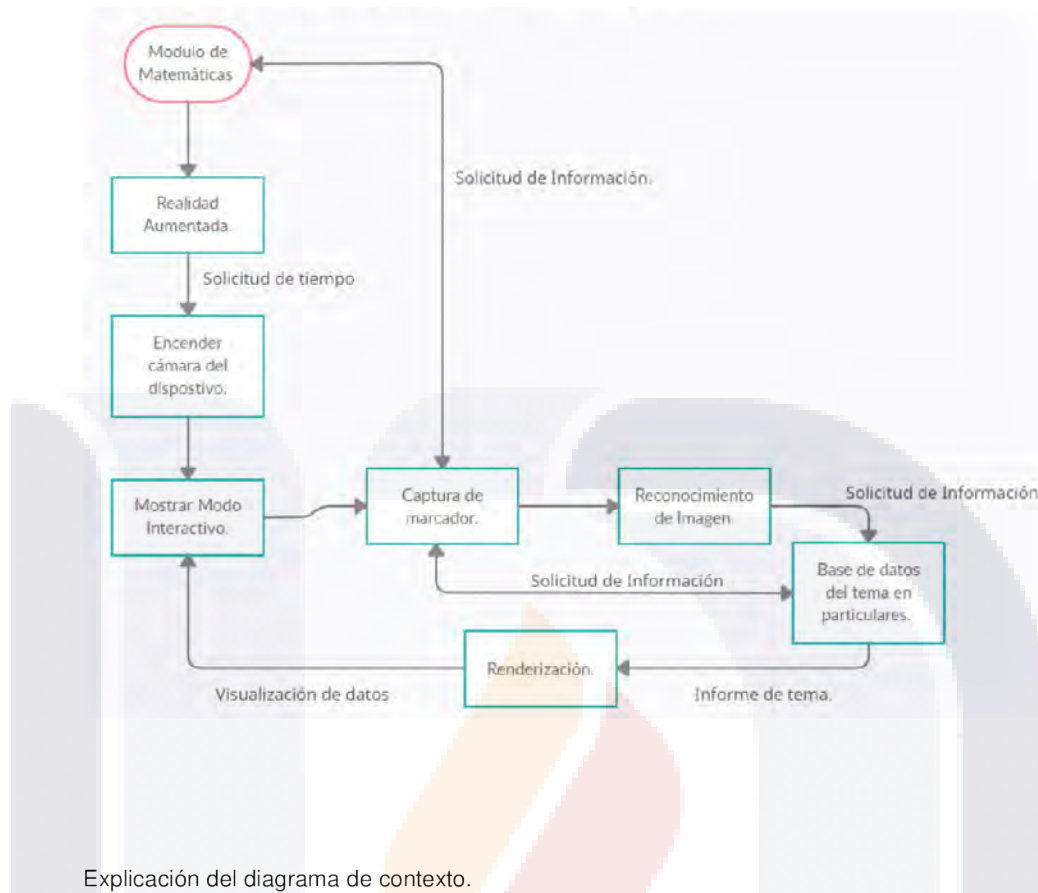 Modulo de
Matemáticas
Solicitud de Información.
Realidad
Aumentada.
Solicitud de tiempo
Encender
cámara del
dispostivo.
Mostrar Modo
Interactivo.
Captura de
marcador.
Reconocimiento
de Imagen.
Solicitud de Información
Solicitud de Información
Base de datos
del tema en
particulares.
Renderización.
Visualización de datos
Informe de tema.
Explicación del diagrama de contexto.